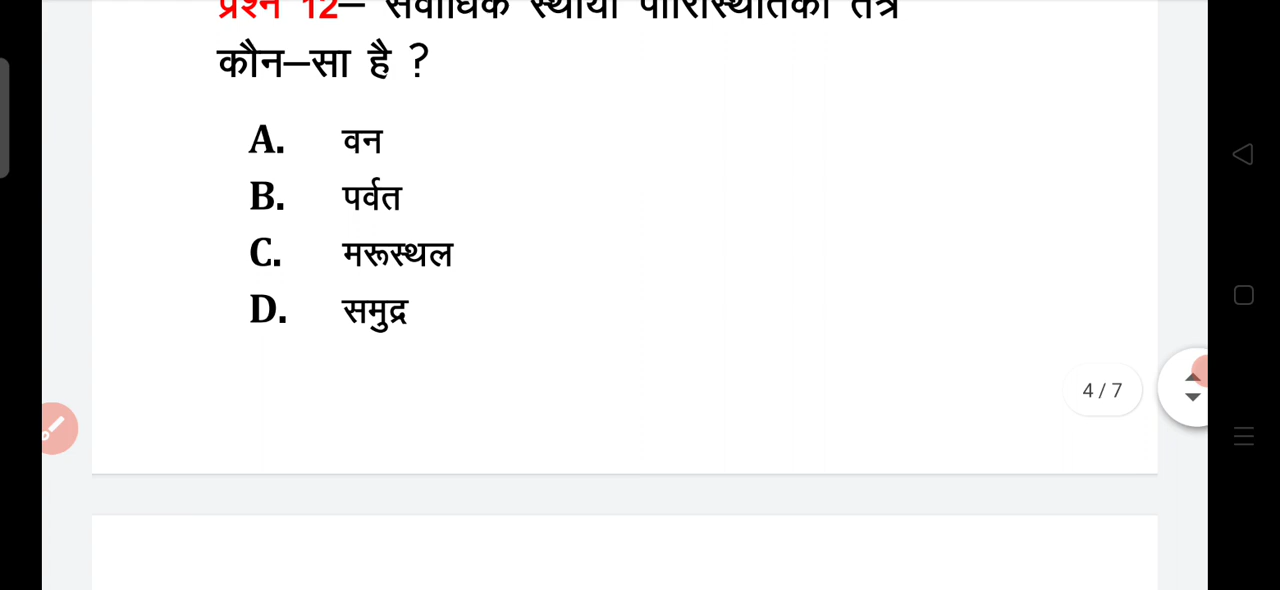 प्रश्न 12– सर्वाधिक स्थायी पारिस्थितिकी तंत्र
कौन–सा है ?
A. वन
B. पर्वत
C. मरूस्थल
D. समुद्र
4 / 7